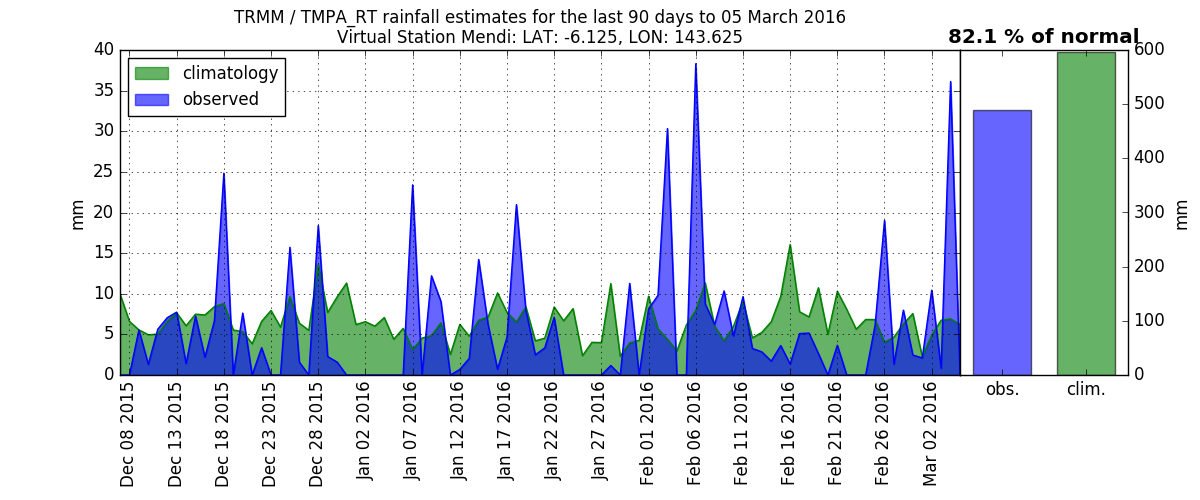 TRMM / TMPA_RT rainfall estimates for the last 90 days to 05 March 2016
Virtual Station Mendi: LAT: -6.125, LON: 143.625
82.1 % of normal
climatology
observed
mm
40
35
30
25
20
15
10
5
0
Dec 08 2015
Dec 13 2015
Dec 18 2015
Dec 23 2015
Dec 28 2015
Jan 02 2016
Jan 07 2016
Jan 12 2016
Jan 17 2016
Jan 22 2016
Jan 27 2016
Feb 01 2016
Feb 06 2016
Feb 11 2016
Feb 16 2016
Feb 21 2016
Feb 26 2016
Mar 02 2016
obs.
clim.
600
500
400
300
200
100
0
mm